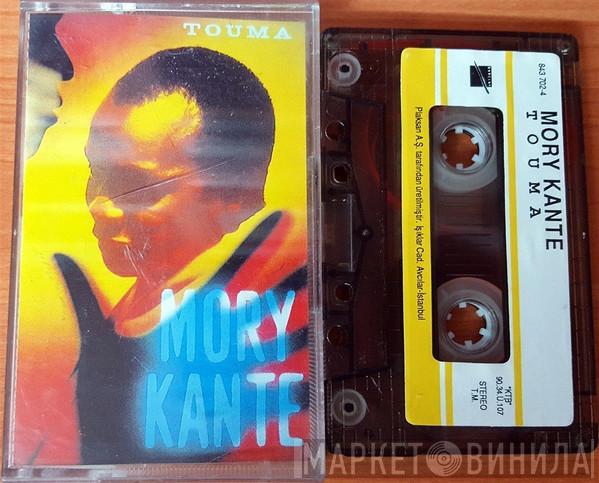 TOUMA
MORY
KANTE
843 702-4
MORY KANTE
TOUMA
Plaksan A.Ş. tarafından üretilmiştir. Işıklar Cad. Avcılar-İstanbul
"KTB"
90.34.Ü.107
STEREO
T.M.
МАРКЕТ ВИНИЛА